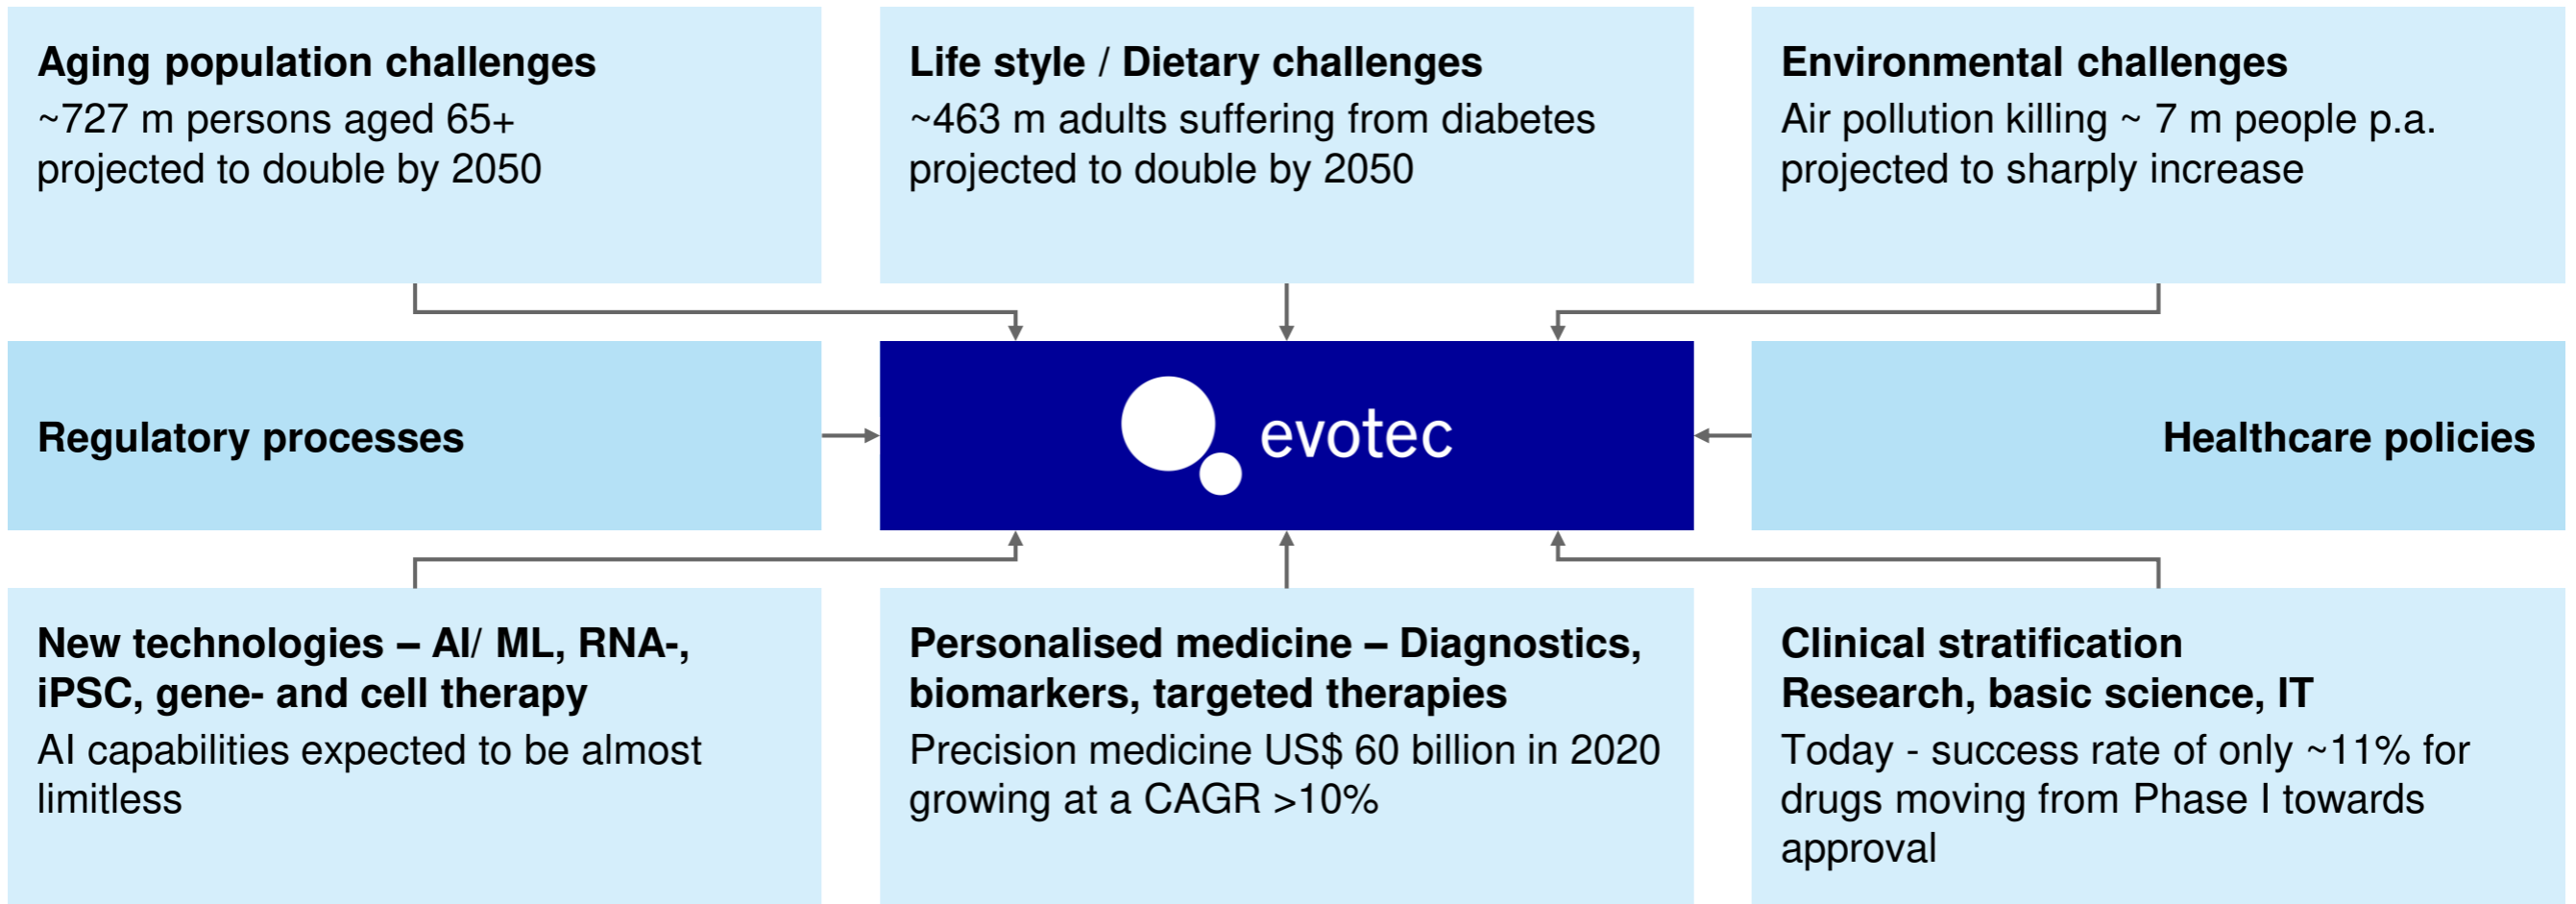 Aging population challenges
~727 m persons aged 65+
projected to double by 2050
Life style / Dietary challenges
~463 m adults suffering from diabetes
projected to double by 2050
Environmental challenges
Air pollution killing ~ 7 m people p.a.
projected to sharply increase
Regulatory processes
evotec
Healthcare policies
New technologies – AI/ ML, RNA-,
iPSC, gene- and cell therapy
AI capabilities expected to be almost
limitless
Personalised medicine – Diagnostics,
biomarkers, targeted therapies
Precision medicine US$ 60 billion in 2020
growing at a CAGR >10%
Clinical stratification
Research, basic science, IT
Today - success rate of only ~11% for
drugs moving from Phase I towards
approval